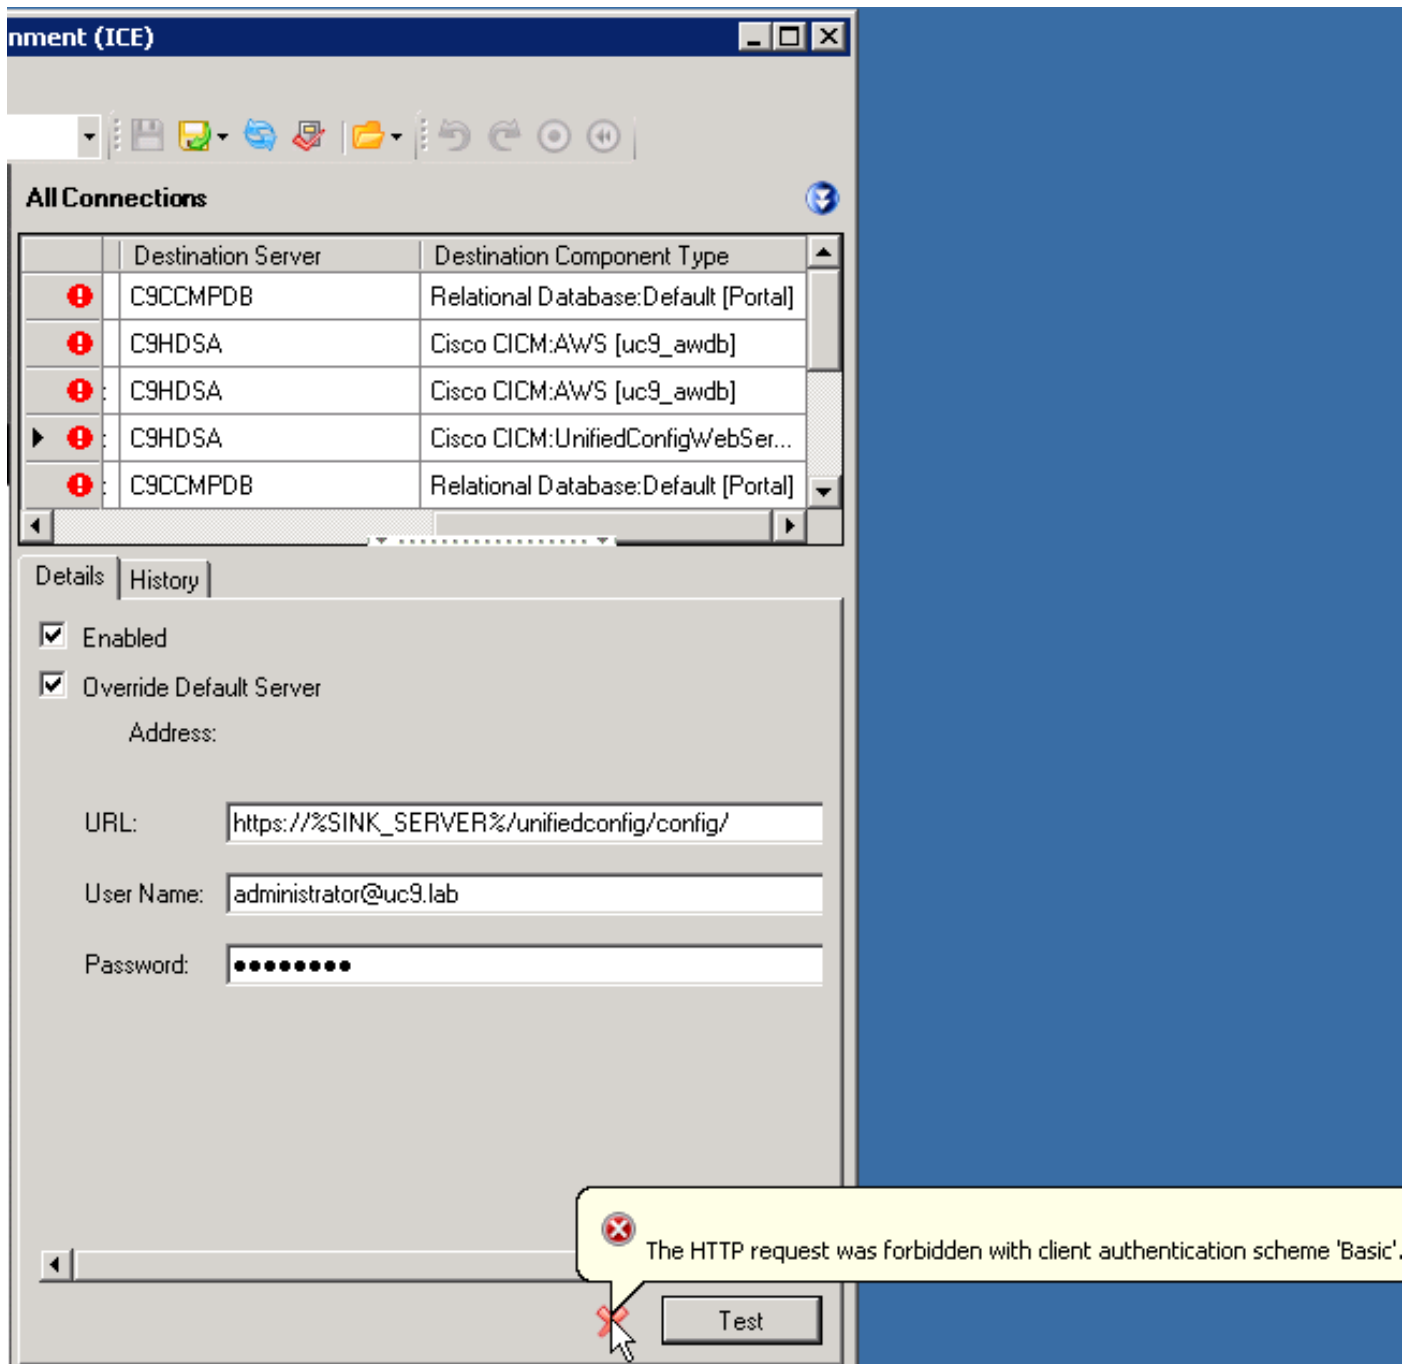 nment (ICE)
All Connections
Destination Server Destination Component Type
C9CCMPDB Relational Database:Default [Portal]
C9HDSA Cisco CICM:AWS [uc9_awdb]
: C9HDSA Cisco CICM:AWS [uc9_awdb]
: C9HDSA Cisco CICM:UnifiedConfigWebSer...
: C9CCMPDB Relational Database:Default [Portal]
Details History
Enabled
Override Default Server
Address:
URL: https://%SINK_SERVER%/unifiedconfig/config/
User Name: administrator@uc9.lab
Password: ●●●●●●●●
The HTTP request was forbidden with client authentication scheme 'Basic'.
Test